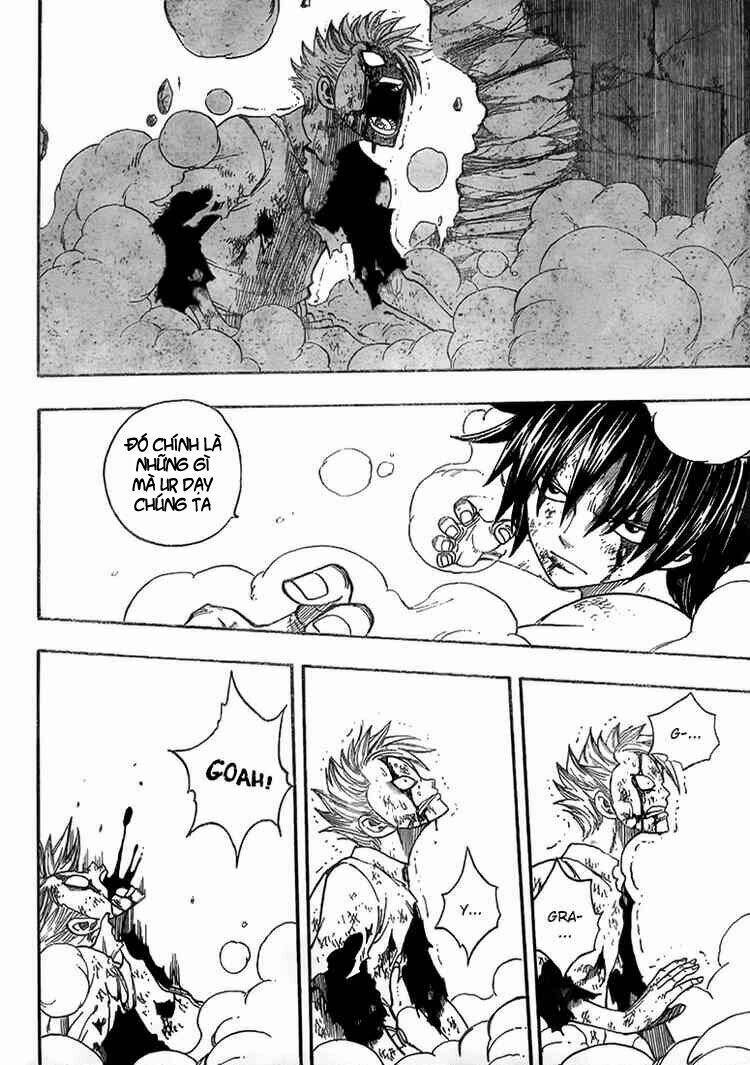 ĐÓ CHÍNH LÀ
NHỮNG GÌ
MÀ UR DẠY
CHÚNG TA
G-...
GRA-
...
Y...
GOAH!